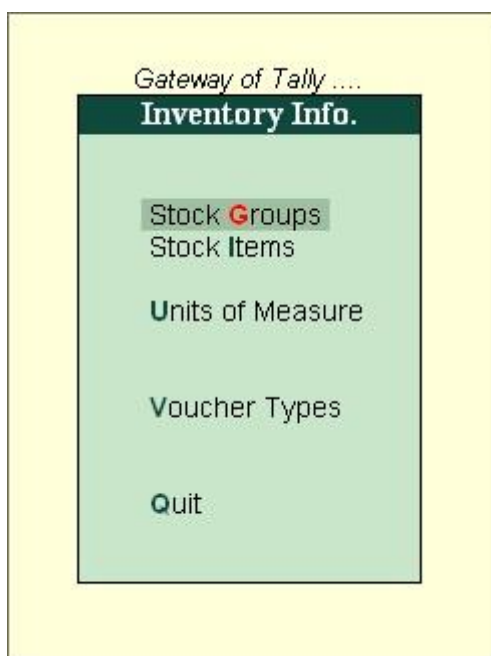 Gateway of Tally ....
Inventory Info.
Stock Groups
Stock Items
Units of Measure
Voucher Types
Quit